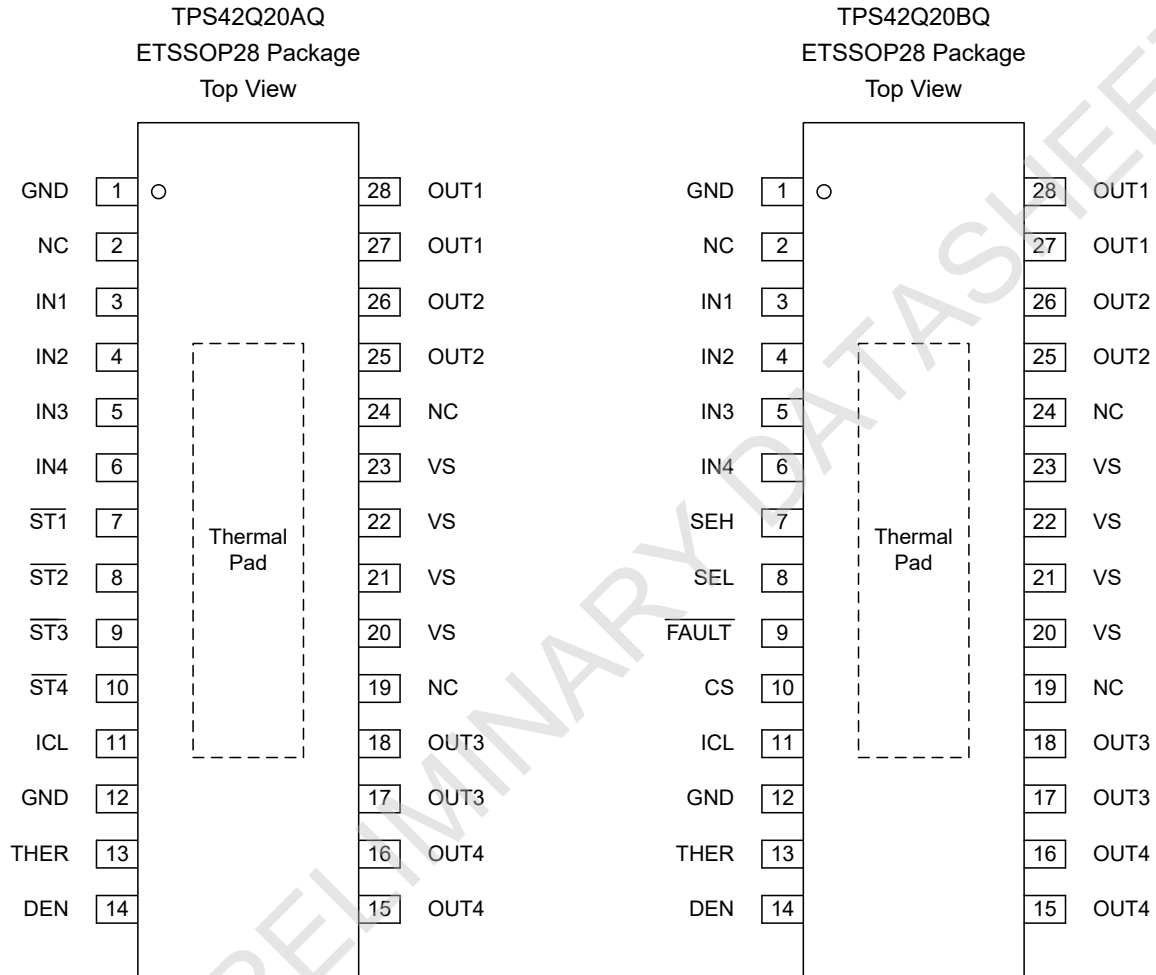 TPS42Q20AQ
ETSSOP28 Package
Top View
GND 1 28 OUT1
NC 2 27 OUT1
IN1 3 26 OUT2
IN2 4 25 OUT2
IN3 5 24 NC
IN4 6 23 VS
ST1 7 22 VS
ST2 8 21 VS
ST3 9 20 VS
ST4 10 19 NC
ICL 11 18 OUT3
GND 12 17 OUT3
THER 13 16 OUT4
DEN 14 15 OUT4
Thermal
Pad
TPS42Q20BQ
ETSSOP28 Package
Top View
GND 1 28 OUT1
NC 2 27 OUT1
IN1 3 26 OUT2
IN2 4 25 OUT2
IN3 5 24 NC
IN4 6 23 VS
SEH 7 22 VS
SEL 8 21 VS
FAULT 9 20 VS
CS 10 19 NC
ICL 11 18 OUT3
GND 12 17 OUT3
THER 13 16 OUT4
DEN 14 15 OUT4
Thermal
Pad
RELIMINARY DATASHEET